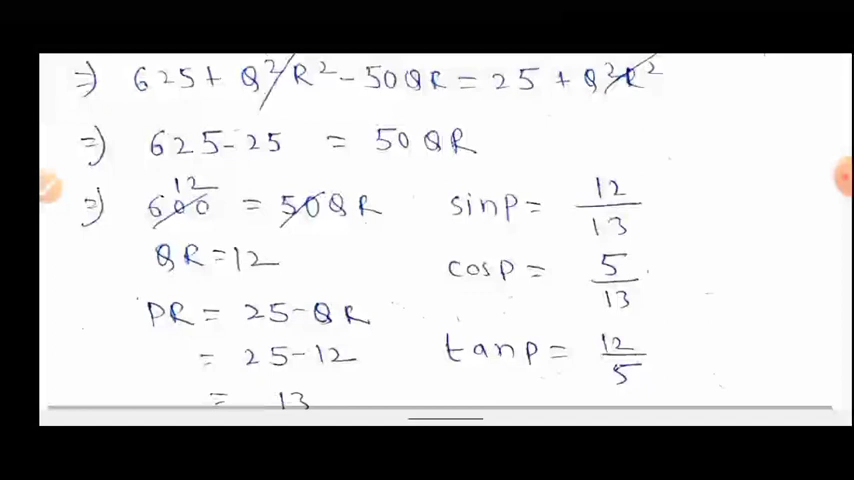 =) 625 + Q²R² - 50QR = 25 + Q²R²
=) 625-25 = 50QR
12
=) 600 = 50QR
QR = 12
PR = 25-QR
= 25-12
= 13
sinP = 12/13
cosP = 5/13
tanP = 12/5